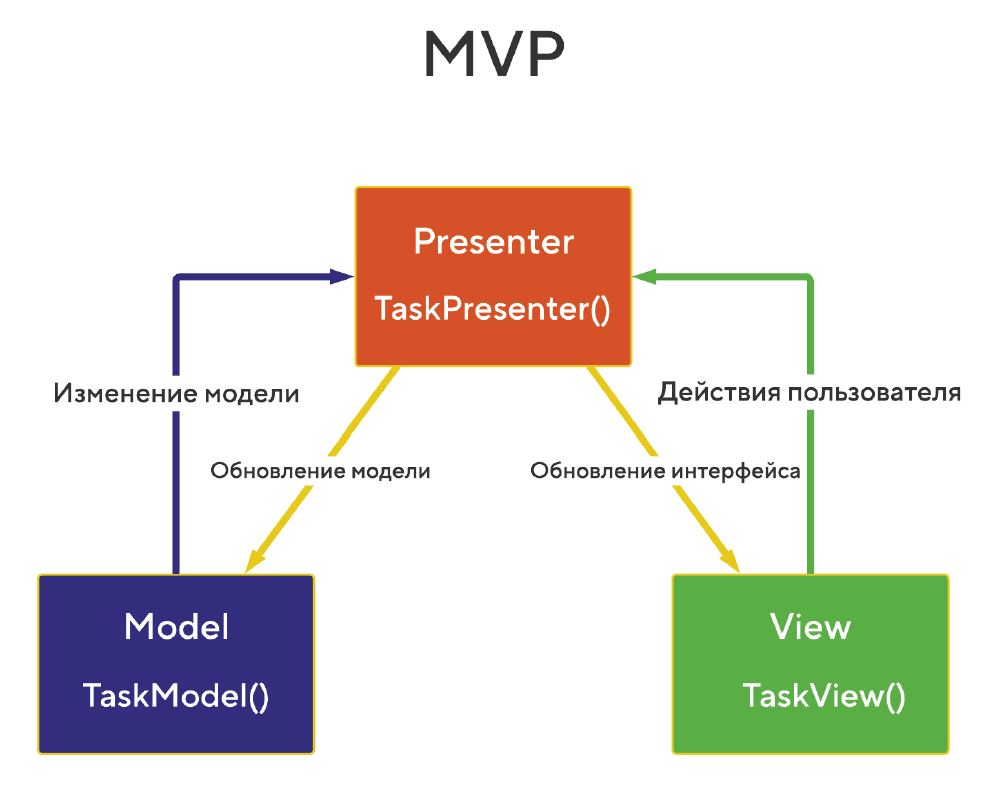 MVP
Presenter
TaskPresenter()
Изменение модели
Действия пользователя
Обновление модели
Обновление интерфейса
Model
TaskModel()
View
TaskView()